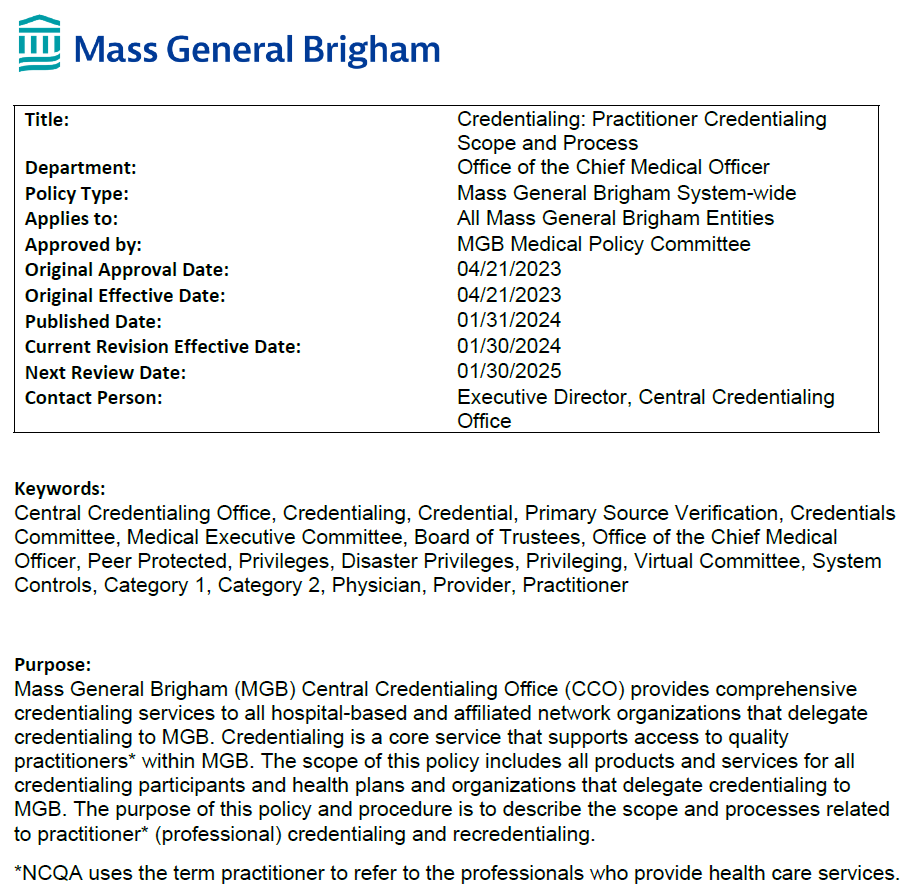 Mass General Brigham
Title: Credentialing: Practitioner Credentialing
Scope and Process
Department: Office of the Chief Medical Officer
Policy Type: Mass General Brigham System-wide
Applies to: All Mass General Brigham Entities
Approved by: MGB Medical Policy Committee
Original Approval Date: 04/21/2023
Original Effective Date: 04/21/2023
Published Date: 01/31/2024
Current Revision Effective Date: 01/30/2024
Next Review Date: 01/30/2025
Contact Person: Executive Director, Central Credentialing
Office
Keywords:
Central Credentialing Office, Credentialing, Credential, Primary Source Verification, Credentials
Committee, Medical Executive Committee, Board of Trustees, Office of the Chief Medical
Officer, Peer Protected, Privileges, Disaster Privileges, Privileging, Virtual Committee, System
Controls, Category 1, Category 2, Physician, Provider, Practitioner
Purpose:
Mass General Brigham (MGB) Central Credentialing Office (CCO) provides comprehensive
credentialing services to all hospital-based and affiliated network organizations that delegate
credentialing to MGB. Credentialing is a core service that supports access to quality
practitioners* within MGB. The scope of this policy includes all products and services for all
credentialing participants and health plans and organizations that delegate credentialing to
MGB. The purpose of this policy and procedure is to describe the scope and processes related
to practitioner* (professional) credentialing and recredentialing.
*NCQA uses the term practitioner to refer to the professionals who provide health care services.